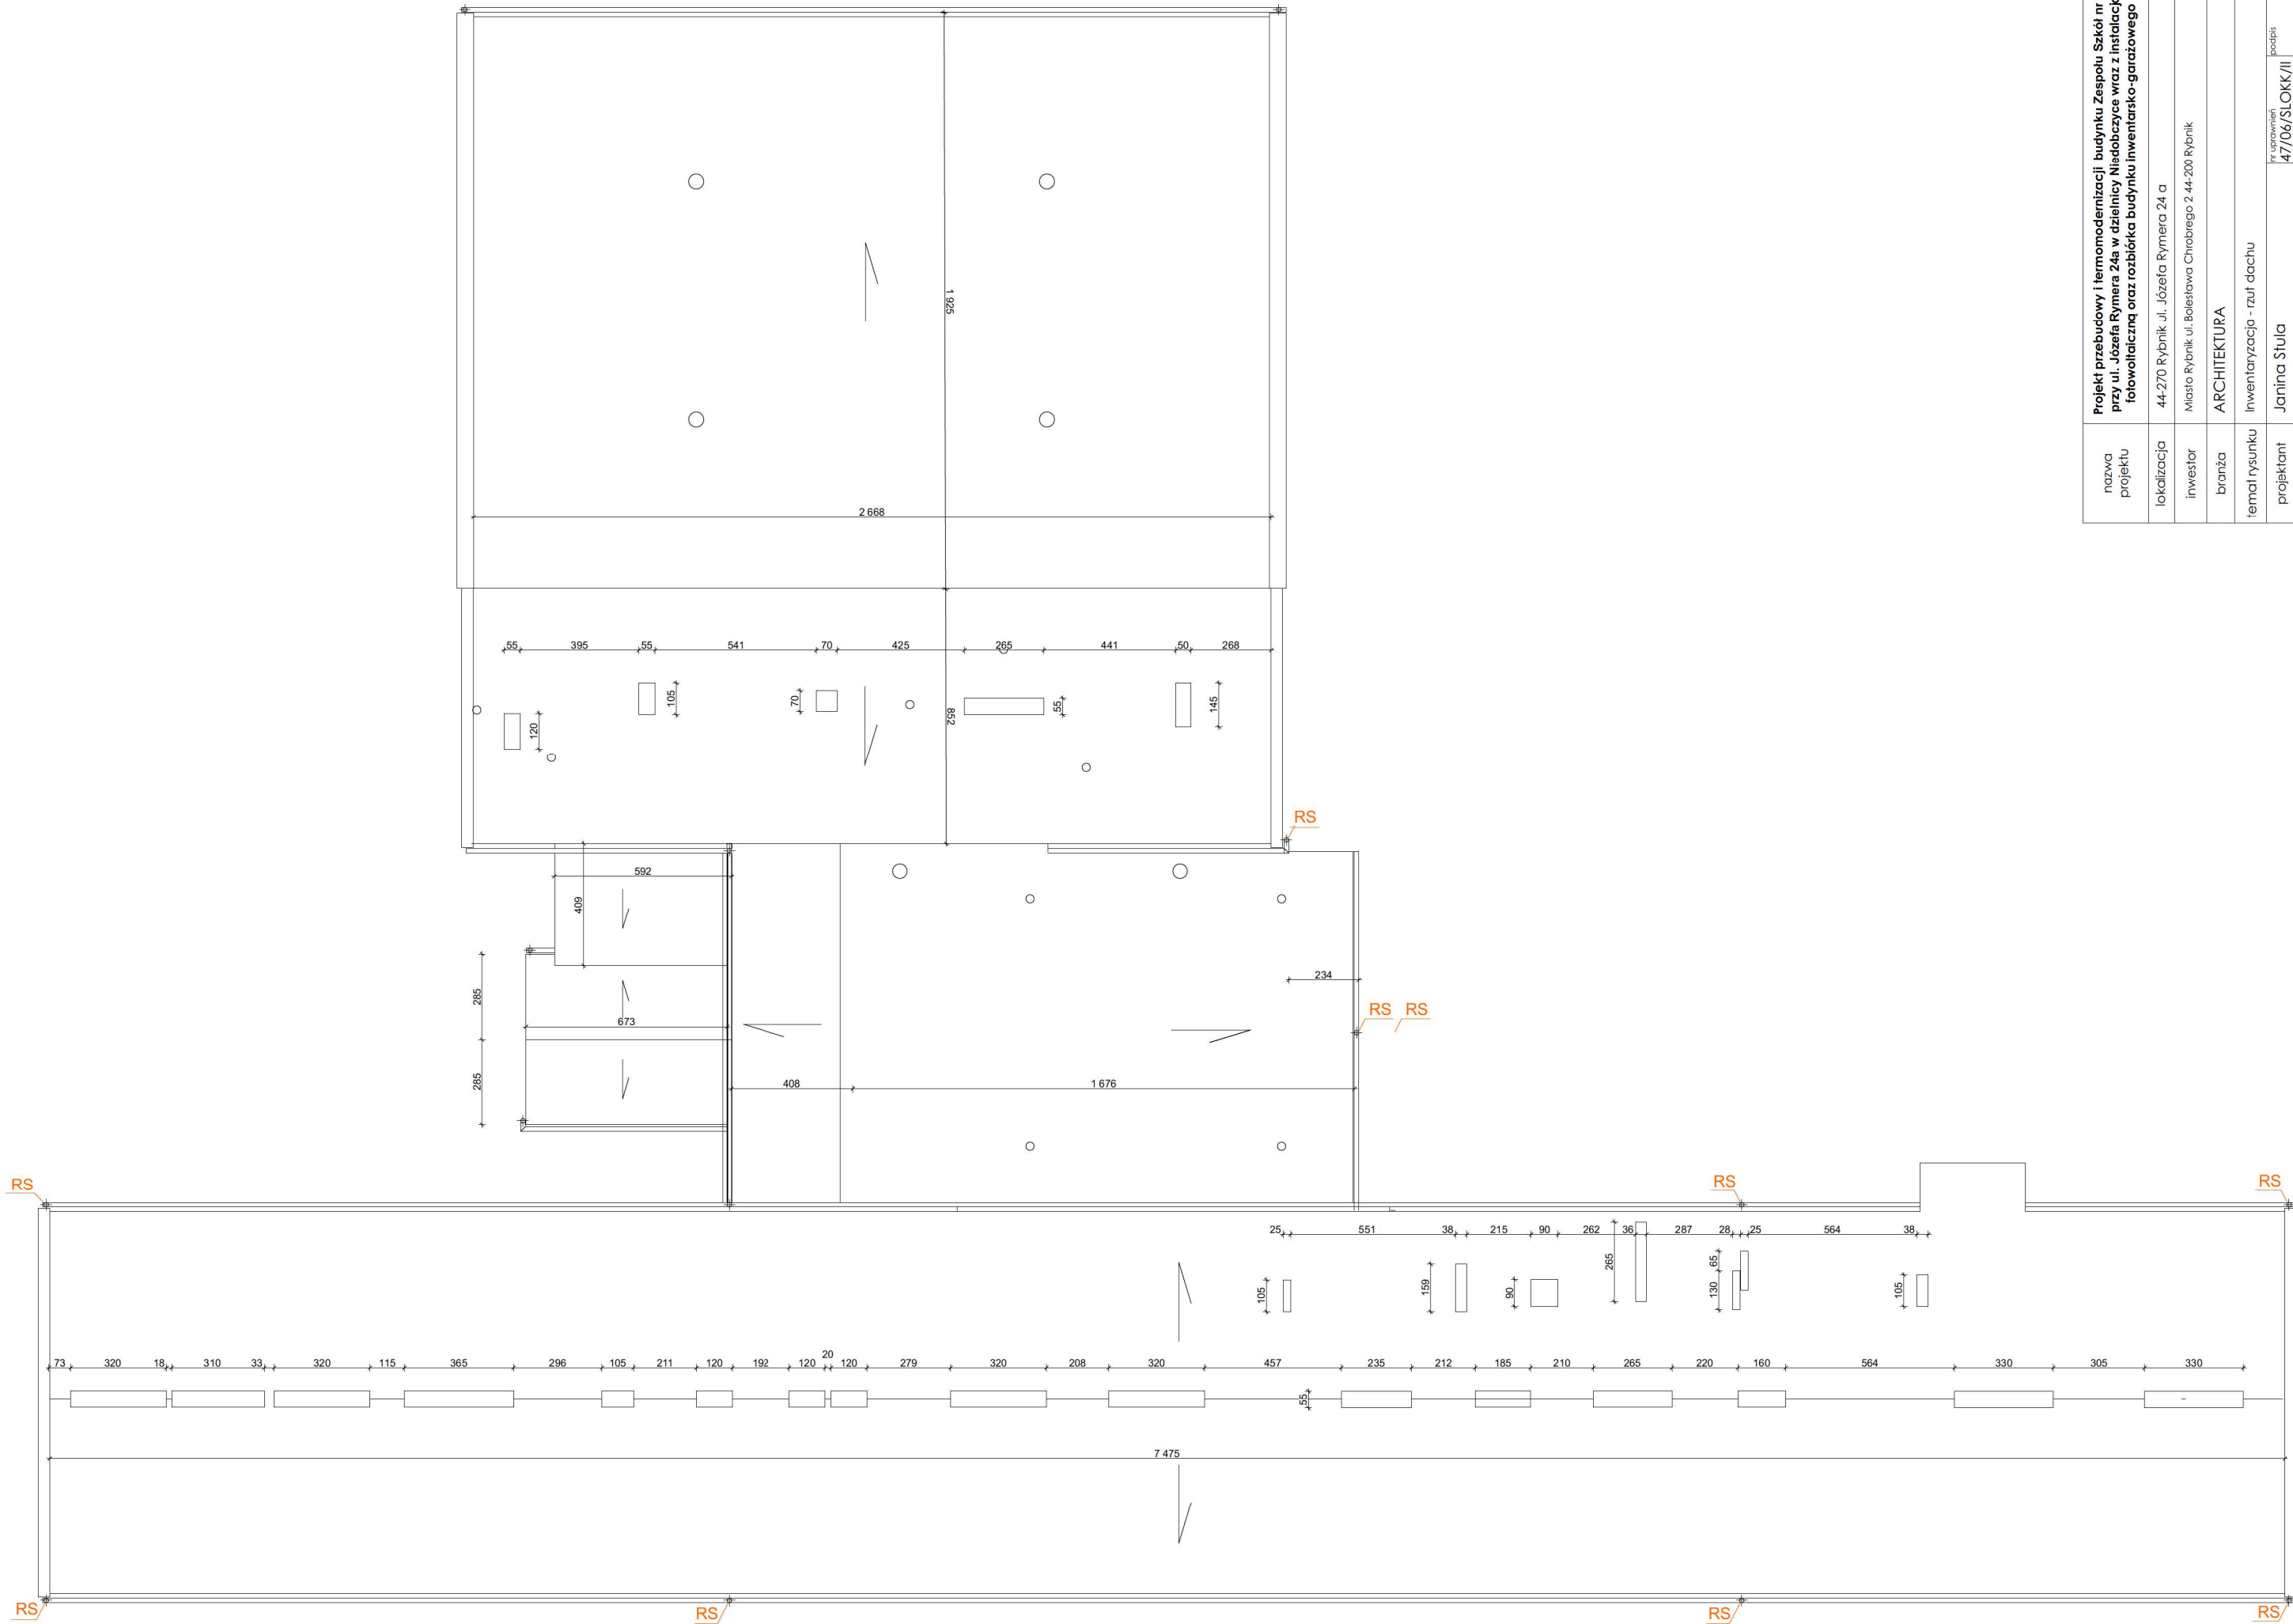 1 925
2 668
55 395 55 541 70 425 265 441 50 268
120
105
70
55
145
852
RS
592
409
234
285
673
RS RS
285
408 1 676
RS
RS
RS
25 551 38 215 90 262 36 287 28 25 564 38
105
159
90
265
65
130
105
73 320 18 310 33 320 115 365 296 105 211 120 192 120 20 120 279 320 208 320 457 235 212 185 210 265 220 160 564 330 305 330
55
7 475
RS
RS
RS
RS
nazwa projektu
Projekt przebudowy i termomodernizacji budynku Zespołu Szkół nr
przy ul. Józefa Rymera 24a w dzielnicy Niedobczyce wraz z instalacj
fotowoltaiczną oraz rozbiórka budynku inwentarsko-garażowego
lokalizacja 44-270 Rybnik ul. Józefa Rymera 24 a
inwestor Miasto Rybnik ul. Bolesława Chrobrego 2 44-200 Rybnik
branża ARCHITEKTURA
temat rysunku Inwentaryzacja - rzut dachu
projektant Janina Stula
nr uprawnień
47/06/SLOKK/II
podpis